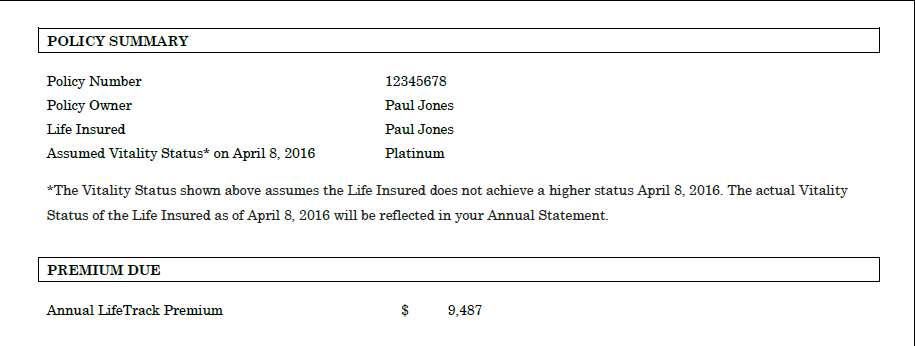 POLICY SUMMARY
Policy Number 12345678
Policy Owner Paul Jones
Life Insured Paul Jones
Assumed Vitality Status* on April 8, 2016 Platinum
*The Vitality Status shown above assumes the Life Insured does not achieve a higher status April 8, 2016. The actual Vitality
Status of the Life Insured as of April 8, 2016 will be reflected in your Annual Statement.
PREMIUM DUE
Annual LifeTrack Premium $ 9,487